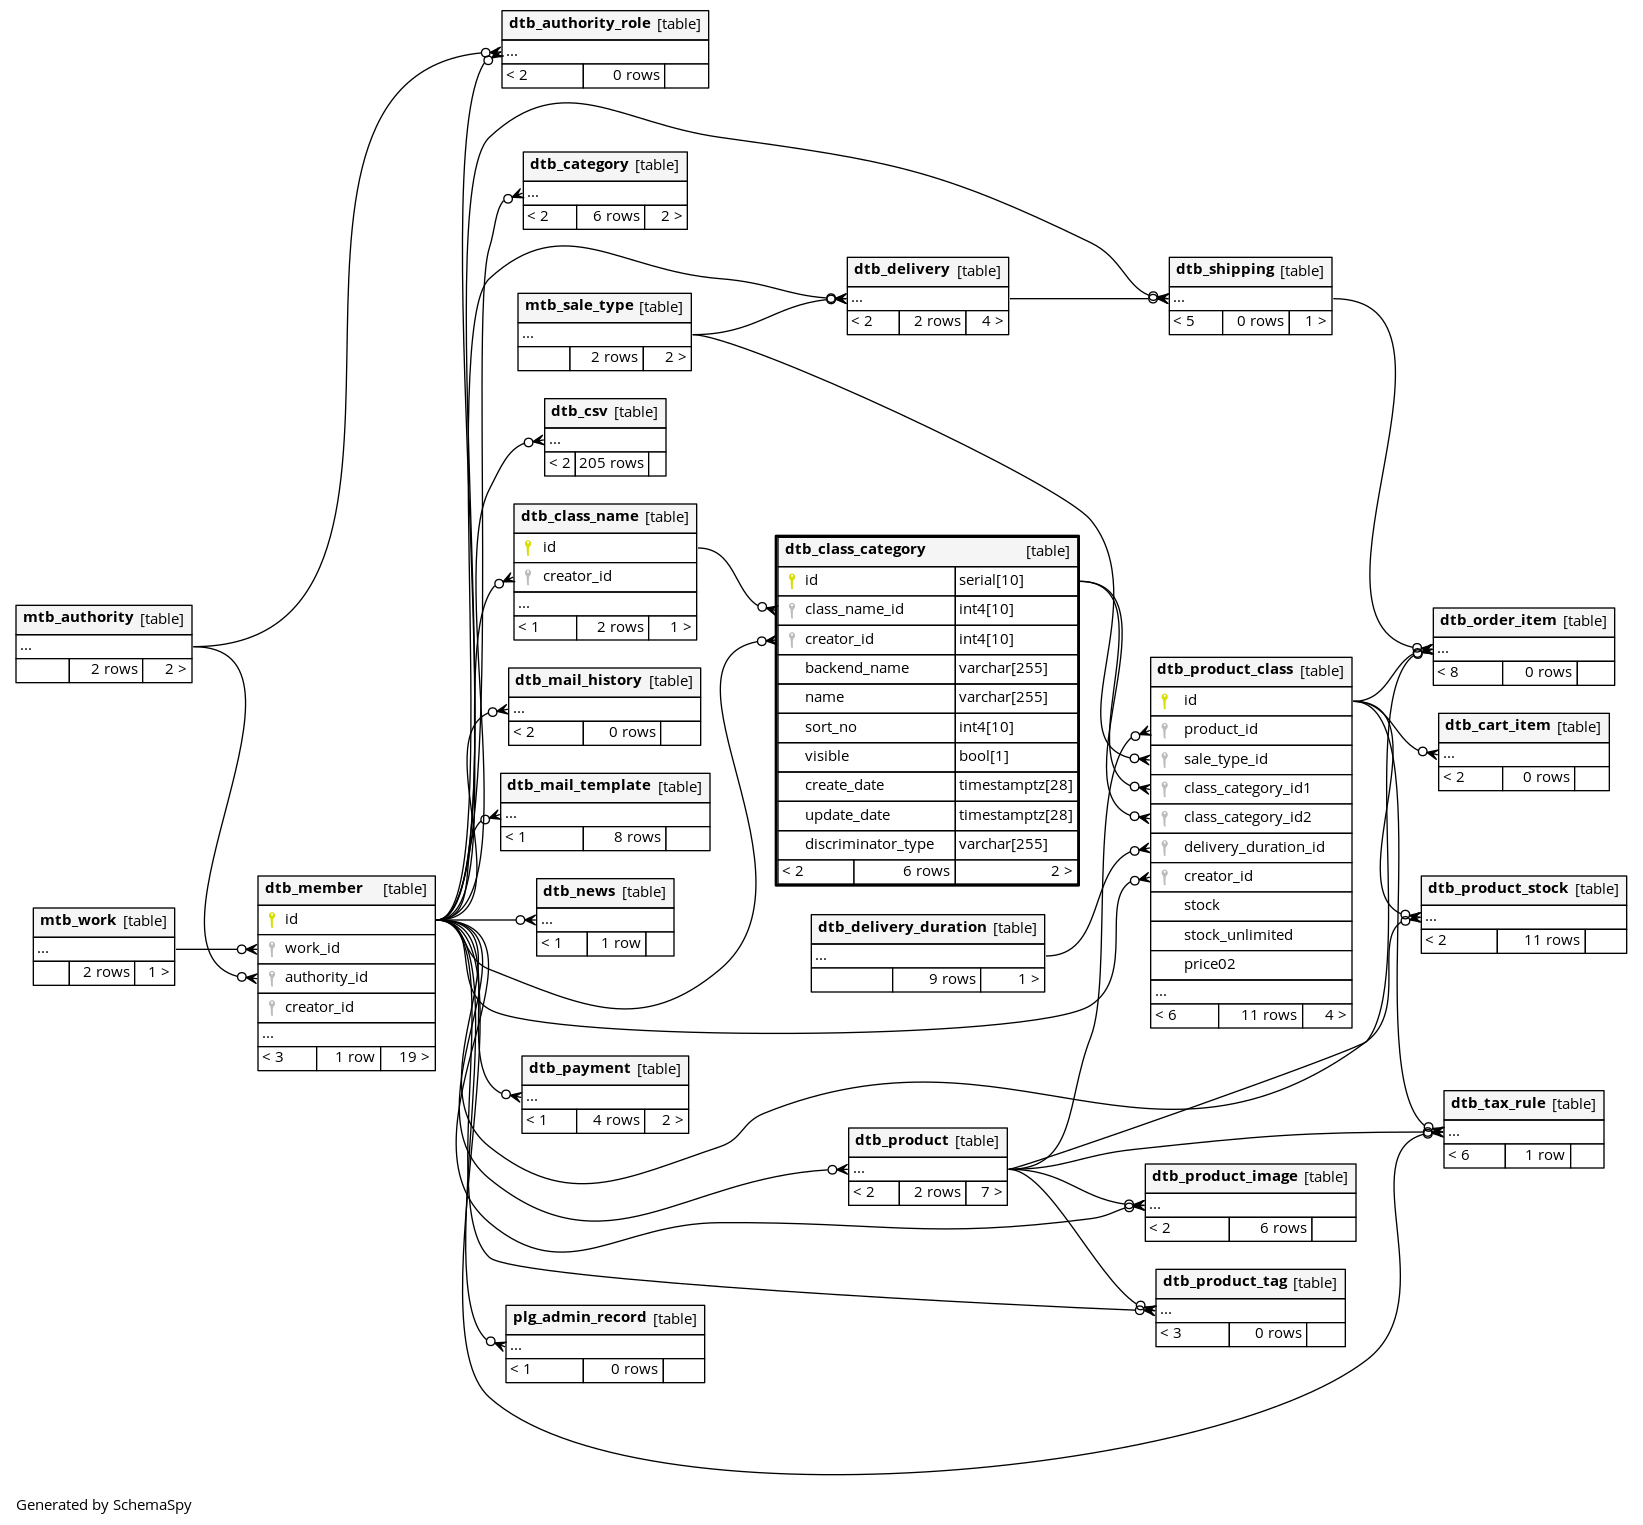 dtb_authority_role [table]
...
< 2 0 rows
dtb_category [table]
...
< 2 6 rows 2 >
dtb_delivery [table]
...
< 2 2 rows 4 >
dtb_shipping [table]
...
< 5 0 rows 1 >
mtb_sale_type [table]
...
2 rows 2 >
dtb_csv [table]
...
< 2 205 rows
dtb_class_name [table]
id
creator_id
...
< 1 2 rows 1 >
dtb_class_category [table]
id serial[10]
class_name_id int4[10]
creator_id int4[10]
backend_name varchar[255]
name varchar[255]
sort_no int4[10]
visible bool[1]
create_date timestamptz[28]
update_date timestamptz[28]
discriminator_type varchar[255]
< 2 6 rows 2 >
mtb_authority [table]
...
2 rows 2 >
dtb_order_item [table]
...
< 8 0 rows
dtb_product_class [table]
id
product_id
sale_type_id
class_category_id1
class_category_id2
delivery_duration_id
creator_id
stock
stock_unlimited
price02
...
< 6 11 rows 4 >
dtb_mail_history [table]
...
< 2 0 rows
dtb_cart_item [table]
...
< 2 0 rows
dtb_mail_template [table]
...
< 1 8 rows
dtb_member [table]
id
work_id
authority_id
creator_id
...
< 3 1 row 19 >
dtb_news [table]
...
< 1 1 row
dtb_product_stock [table]
...
< 2 11 rows
mtb_work [table]
...
2 rows 1 >
dtb_delivery_duration [table]
...
9 rows 1 >
dtb_payment [table]
...
< 1 4 rows 2 >
dtb_tax_rule [table]
...
< 6 1 row
dtb_product [table]
...
< 2 2 rows 7 >
dtb_product_image [table]
...
< 2 6 rows
dtb_product_tag [table]
...
< 3 0 rows
plg_admin_record [table]
...
< 1 0 rows
Generated by SchemaSpy